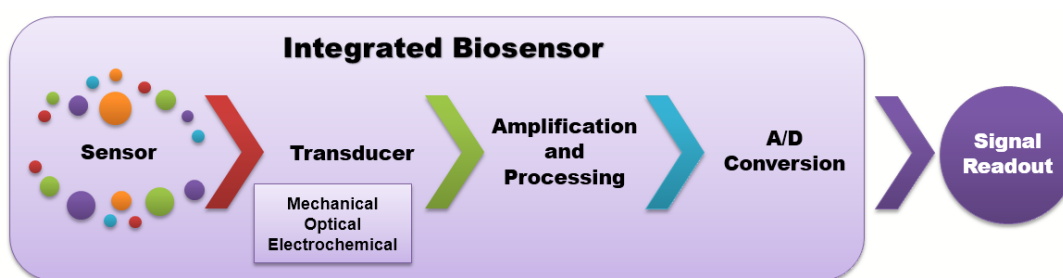 Integrated Biosensor
Sensor
Transducer
Mechanical
Optical
Electrochemical
Amplification
and
Processing
A/D
Conversion
Signal
Readout